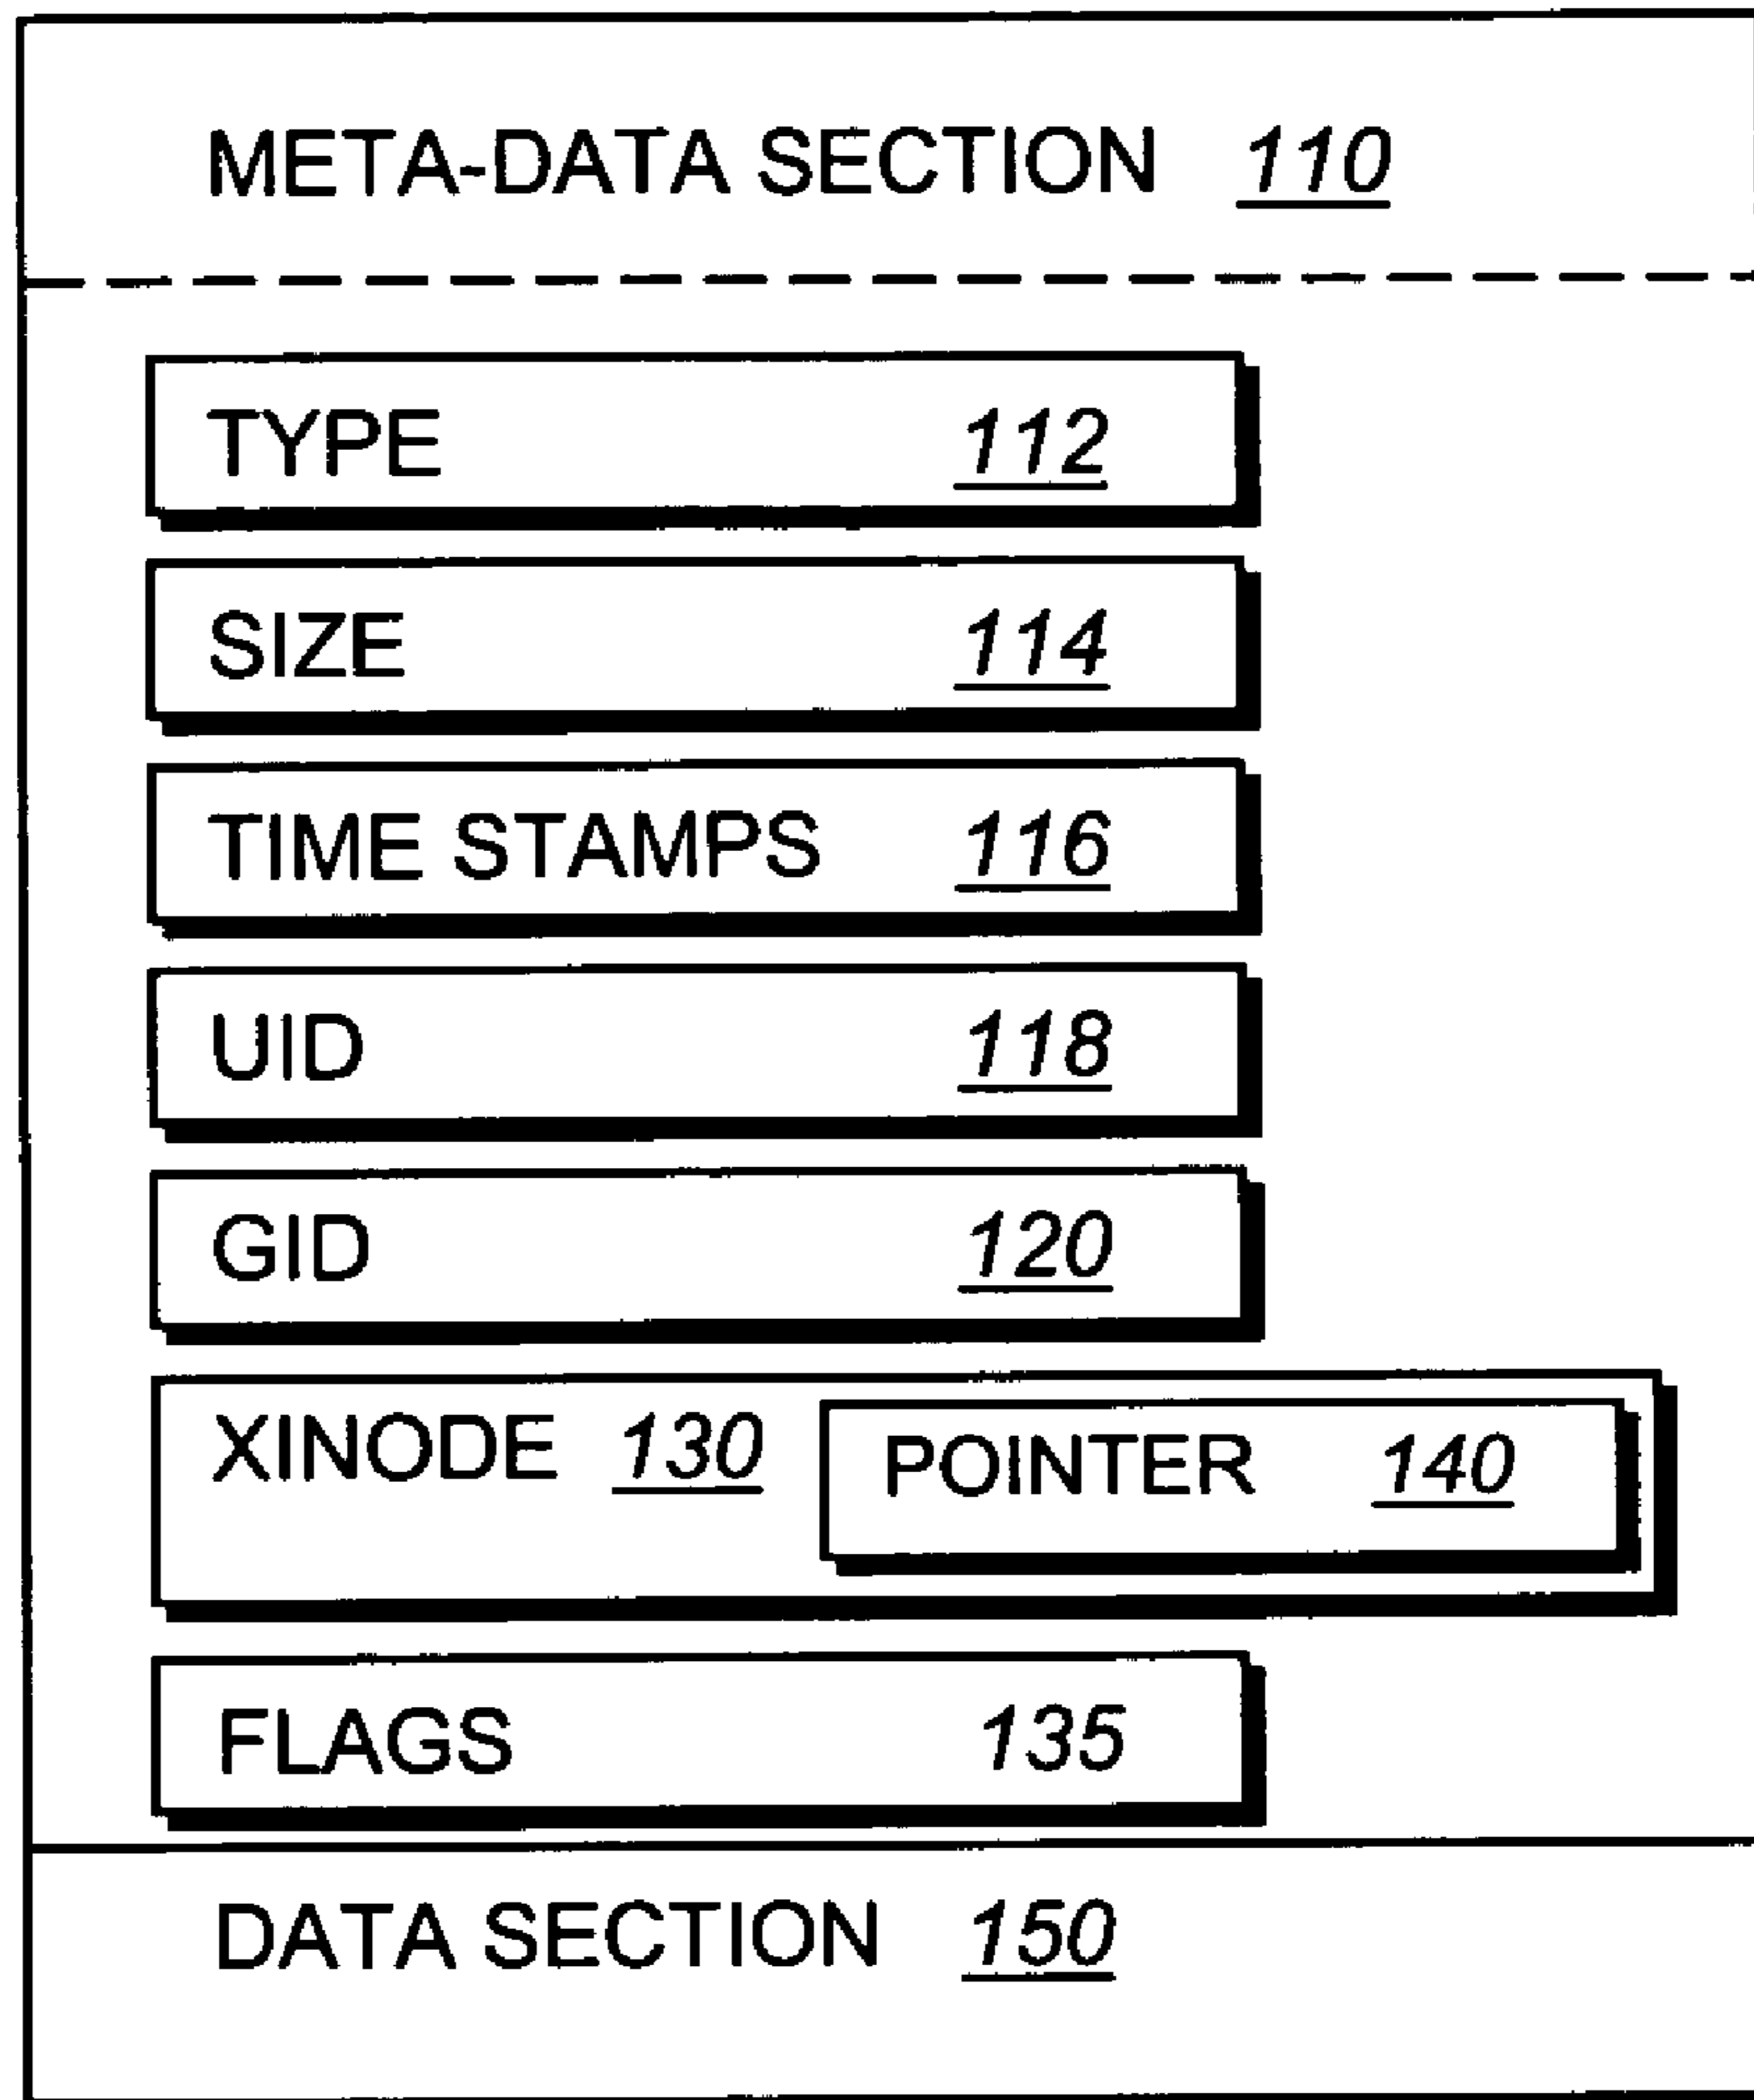 META-DATA SECTION 110
TYPE 112
SIZE 114
TIME STAMPS 116
UID 118
GID 120
XINODE 130 POINTER 140
FLAGS 135
DATA SECTION 150